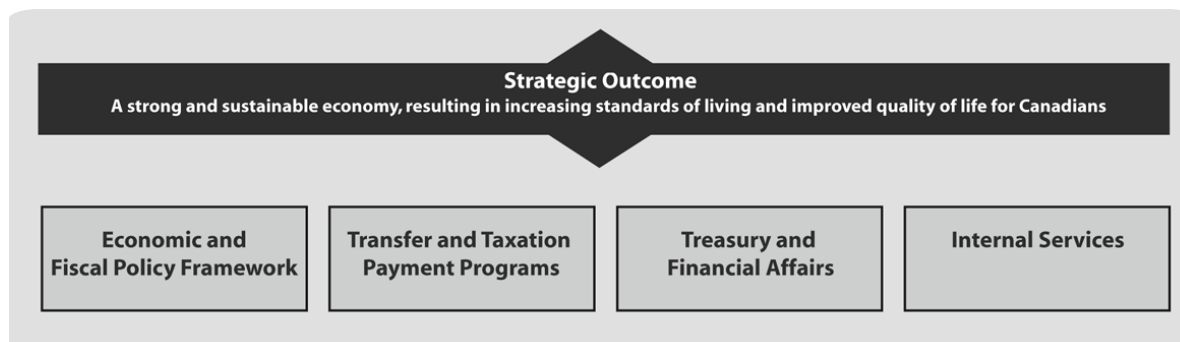 Strategic Outcome
A strong and sustainable economy, resulting in increasing standards of living and improved quality of life for Canadians
Economic and
Fiscal Policy Framework
Transfer and Taxation
Payment Programs
Treasury and
Financial Affairs
Internal Services